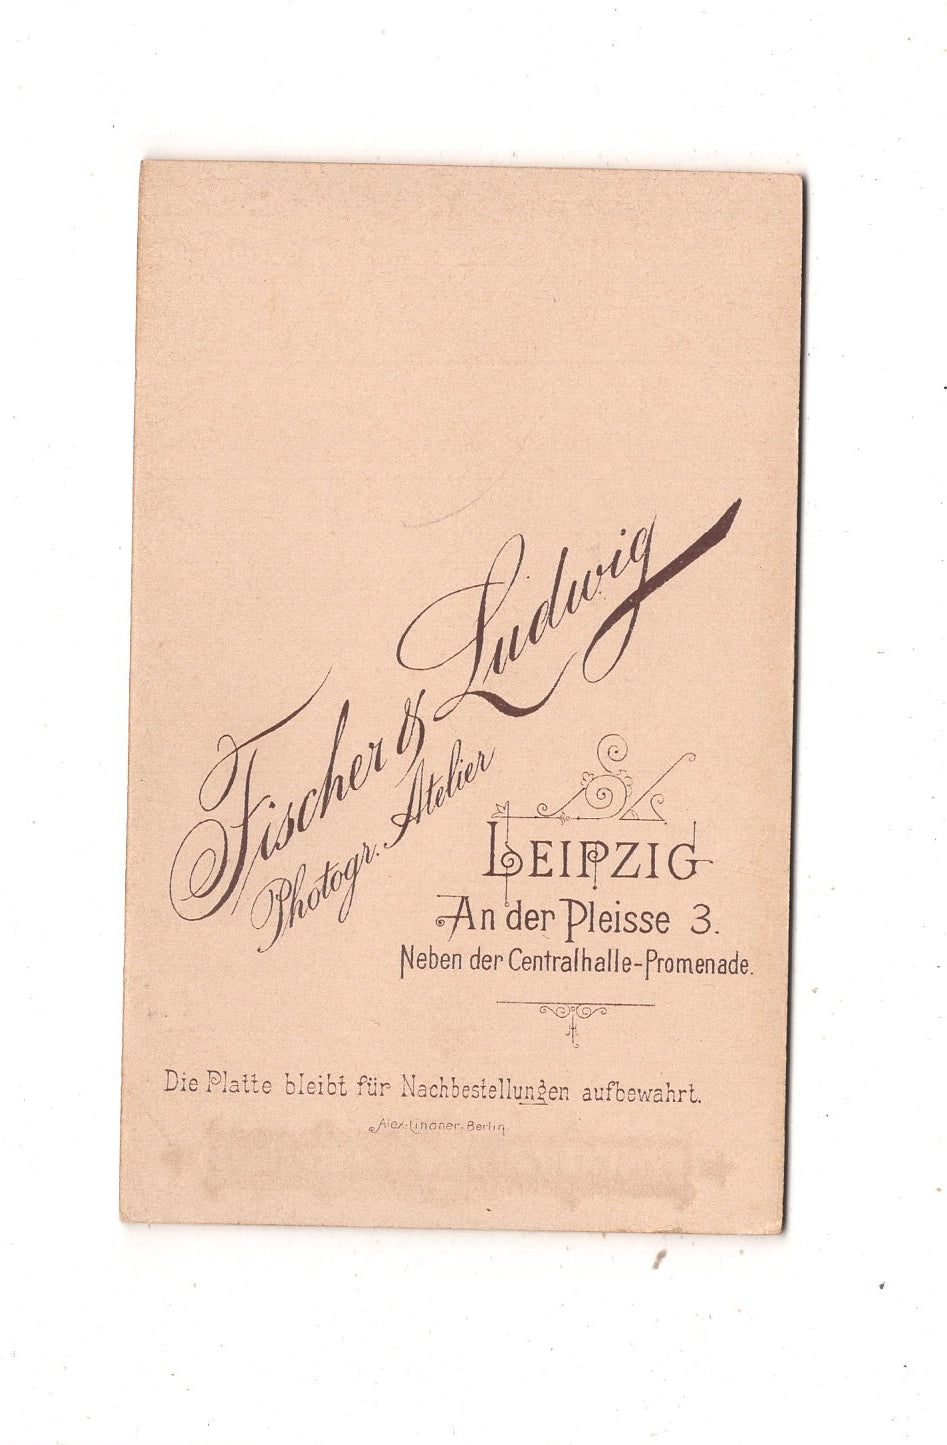 Fischer & Ludwig
Photogr. Atelier
LEIPZIG
An der Pleisse 3.
Neben der Centralhalle-Promenade.
Die Platte bleibt für Nachbestellungen aufbewahrt.
Alex. Lindner. Berlin